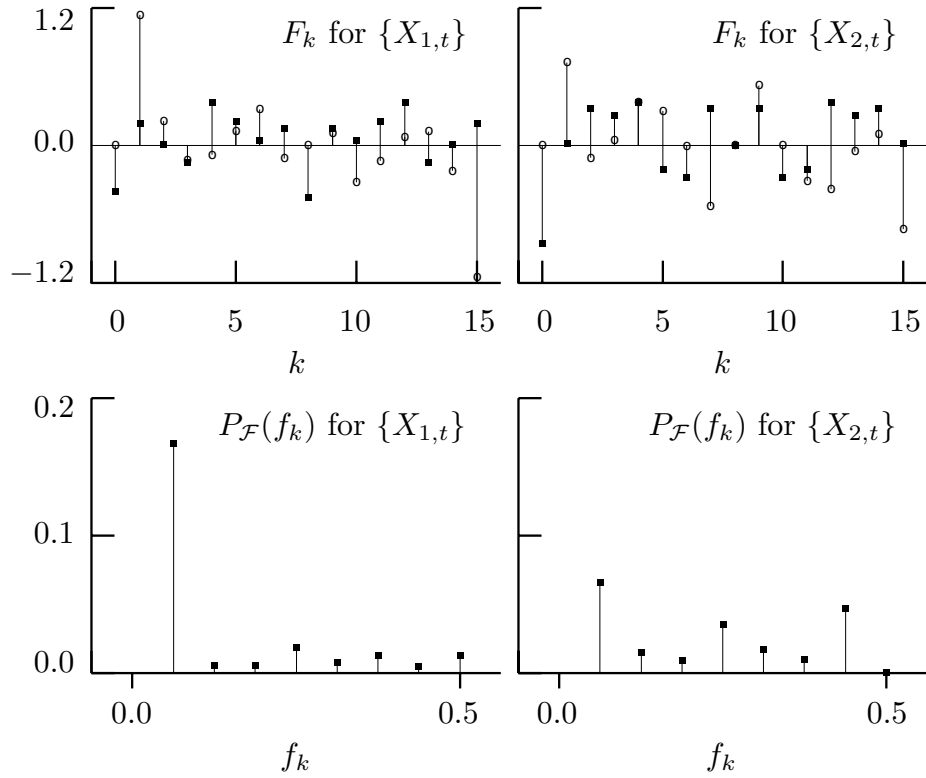 1.2
0.0
−1.2
F_k for {X_{1,t}}
F_k for {X_{2,t}}
0 5 10 15
0 5 10 15
k
k
0.2
0.1
0.0
P_ℱ(f_k) for {X_{1,t}}
P_ℱ(f_k) for {X_{2,t}}
0.0 0.5
0.0 0.5
f_k
f_k